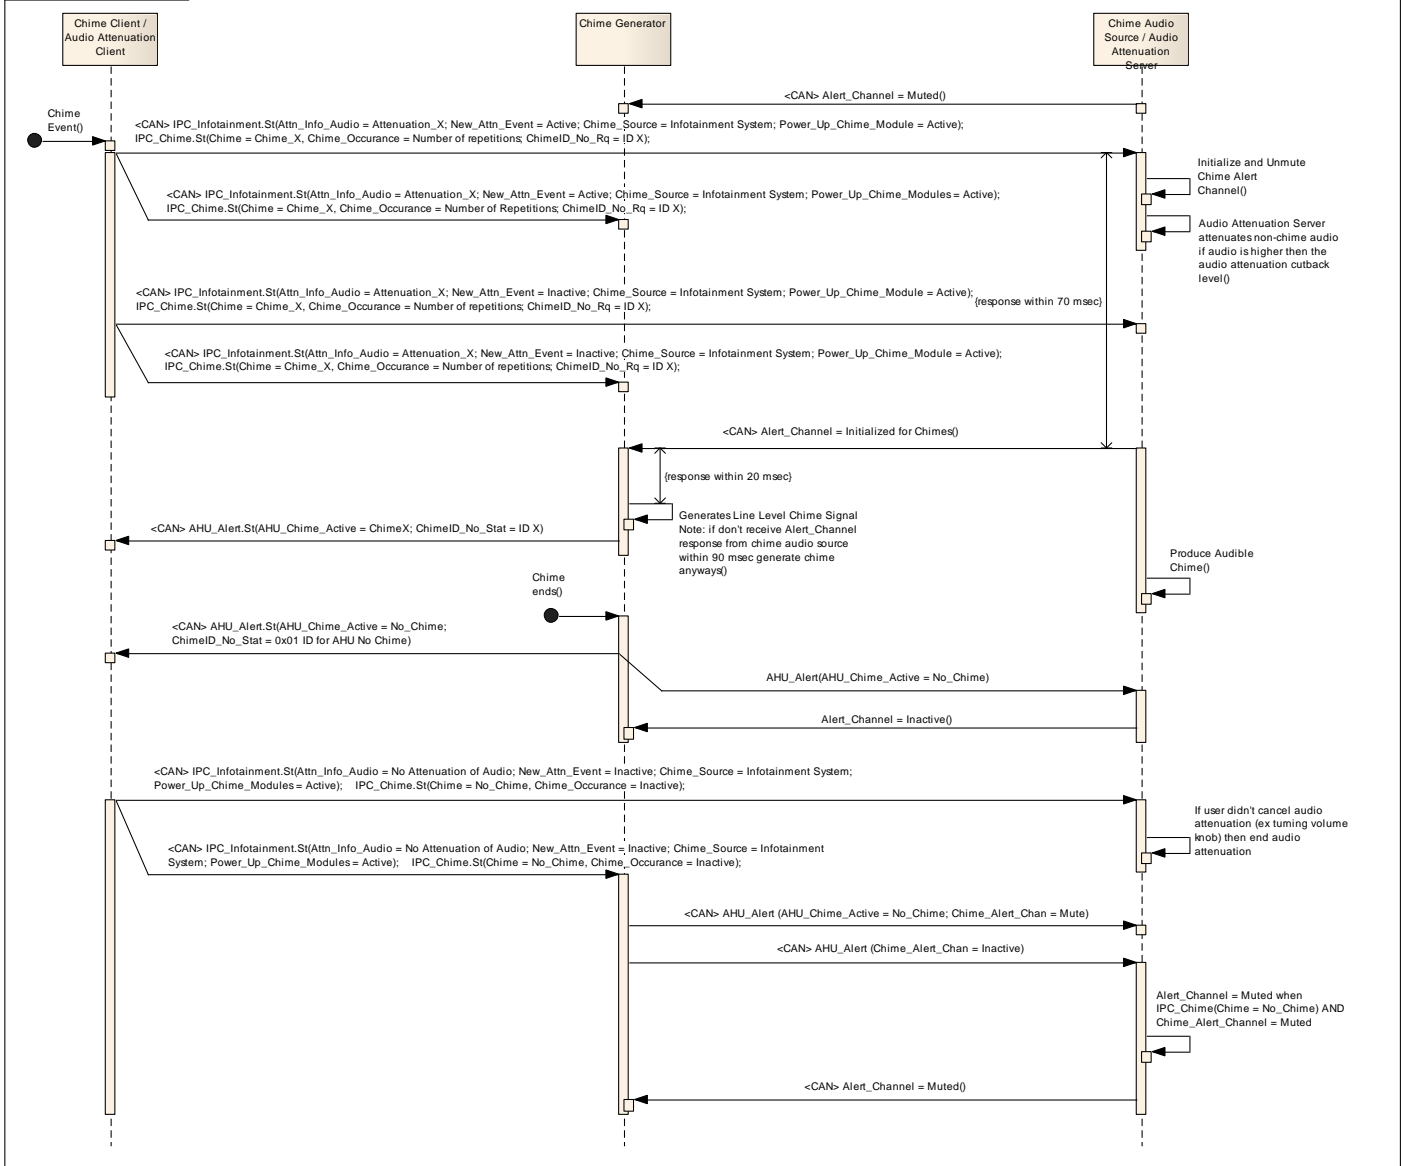 Chime Client /
Audio Attenuation
Client
Chime Generator
Chime Audio
Source / Audio
Attenuation
Server
<CAN> Alert_Channel = Muted()
Chime
Event()
<CAN> IPC_Infotainment.St(Attn_Info_Audio = Attenuation_X; New_Attn_Event = Active; Chime_Source = Infotainment System; Power_Up_Chime_Module = Active);
IPC_Chime.St(Chime = Chime_X, Chime_Occurance = Number of repetitions; ChimeID_No_Rq = ID X);
Initialize and Unmute
Chime Alert
Channel()
<CAN> IPC_Infotainment.St(Attn_Info_Audio = Attenuation_X; New_Attn_Event = Active; Chime_Source = Infotainment System; Power_Up_Chime_Modules = Active);
IPC_Chime.St(Chime = Chime_X, Chime_Occurance = Number of Repetitions; ChimeID_No_Rq = ID X);
Audio Attenuation Server
attenuates non-chime audio
if audio is higher then the
audio attenuation cutback
level()
<CAN> IPC_Infotainment.St(Attn_Info_Audio = Attenuation_X; New_Attn_Event = Inactive; Chime_Source = Infotainment System; Power_Up_Chime_Module = Active);
IPC_Chime.St(Chime = Chime_X, Chime_Occurance = Number of repetitions; ChimeID_No_Rq = ID X);
{response within 70 msec}
<CAN> IPC_Infotainment.St(Attn_Info_Audio = Attenuation_X; New_Attn_Event = Inactive; Chime_Source = Infotainment System; Power_Up_Chime_Module = Active);
IPC_Chime.St(Chime = Chime_X, Chime_Occurance = Number of repetitions; ChimeID_No_Rq = ID X);
<CAN> Alert_Channel = Initialized for Chimes()
{response within 20 msec}
Generates Line Level Chime Signal
Note: if don't receive Alert_Channel
response from chime audio source
within 90 msec generate chime
anyways()
<CAN> AHU_Alert.St(AHU_Chime_Active = ChimeX; ChimeID_No_Stat = ID X)
Produce Audible
Chime()
Chime
ends()
<CAN> AHU_Alert.St(AHU_Chime_Active = No_Chime;
ChimeID_No_Stat = 0x01 ID for AHU No Chime)
AHU_Alert(AHU_Chime_Active = No_Chime)
Alert_Channel = Inactive()
<CAN> IPC_Infotainment.St(Attn_Info_Audio = No Attenuation of Audio; New_Attn_Event = Inactive; Chime_Source = Infotainment System;
Power_Up_Chime_Modules = Active); IPC_Chime.St(Chime = No_Chime, Chime_Occurance = Inactive);
If user didn't cancel audio
attenuation (ex turning volume
knob) then end audio
attenuation
<CAN> IPC_Infotainment.St(Attn_Info_Audio = No Attenuation of Audio; New_Attn_Event = Inactive; Chime_Source = Infotainment
System; Power_Up_Chime_Modules = Active); IPC_Chime.St(Chime = No_Chime, Chime_Occurance = Inactive);
<CAN> AHU_Alert (AHU_Chime_Active = No_Chime; Chime_Alert_Chan = Mute)
<CAN> AHU_Alert (Chime_Alert_Chan = Inactive)
Alert_Channel = Muted when
IPC_Chime(Chime = No_Chime) AND
Chime_Alert_Channel = Muted
<CAN> Alert_Channel = Muted()